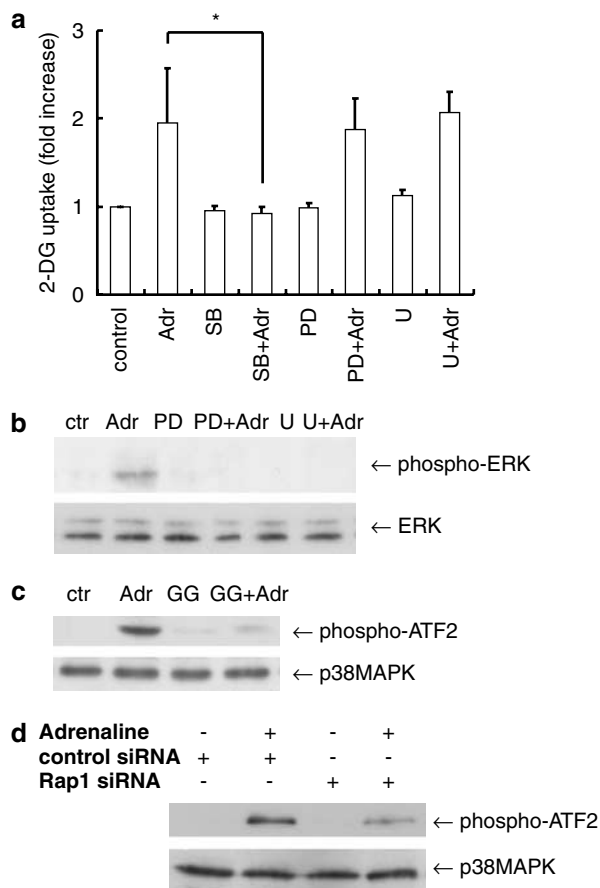 a
2-DG uptake (fold increase)
3
2
1
0
*
control
Adr
SB
SB+Adr
PD
PD+Adr
U
U+Adr
b
ctr Adr PD PD+Adr U U+Adr
← phospho-ERK
← ERK
c
ctr Adr GG GG+Adr
← phospho-ATF2
← p38MAPK
d
Adrenaline - + - +
control siRNA + + - -
Rap1 siRNA - - + +
← phospho-ATF2
← p38MAPK